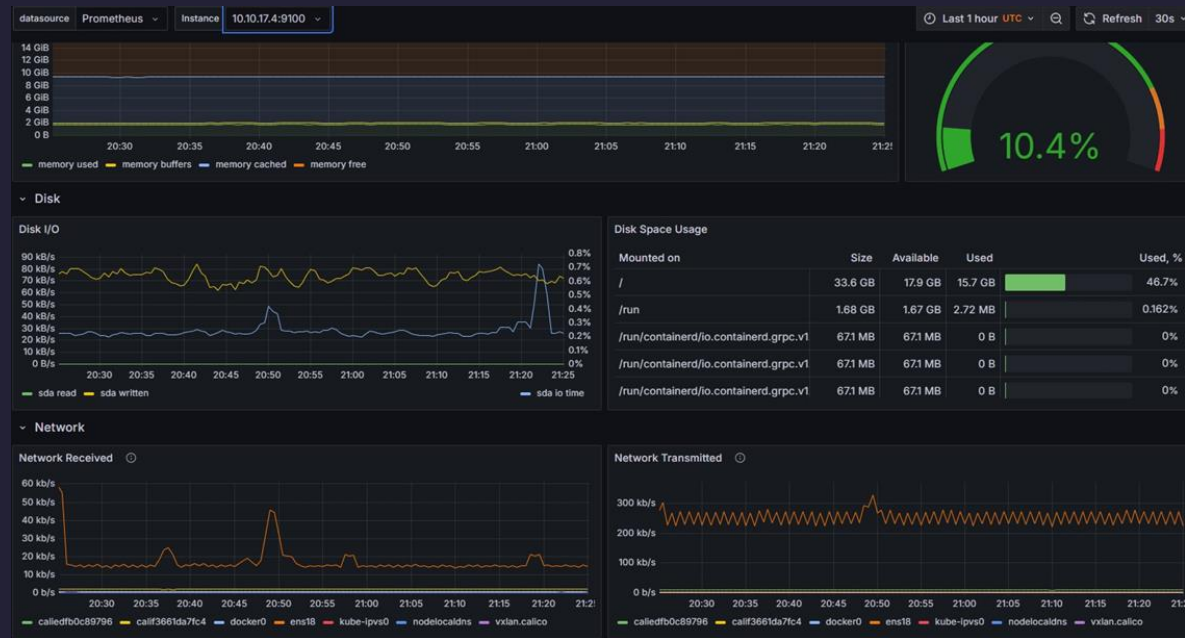 datasource Prometheus Instance 10.10.17.4:9100 Last 1 hour UTC Refresh 30s
14 GiB
12 GiB
10 GiB
8 GiB
6 GiB
4 GiB
2 GiB
0 B
20:30 20:35 20:40 20:45 20:50 20:55 21:00 21:05 21:10 21:15 21:20
memory used memory buffers memory cached memory free
10.4%
Disk
Disk I/O
90 kB/s
80 kB/s
70 kB/s
60 kB/s
50 kB/s
40 kB/s
30 kB/s
20 kB/s
10 kB/s
0 B/s
0.8%
0.7%
0.6%
0.5%
0.4%
0.3%
0.2%
0.1%
0%
20:30 20:35 20:40 20:45 20:50 20:55 21:00 21:05 21:10 21:15 21:20 21:25
sda read sda written sda io time
Disk Space Usage
Mounted on Size Available Used Used, %
/ 33.6 GB 17.9 GB 15.7 GB 46.7%
/run 1.68 GB 1.67 GB 2.72 MB 0.162%
/run/containerd/io.containerd.grpc.v1 67.1 MB 67.1 MB 0 B 0%
/run/containerd/io.containerd.grpc.v1 67.1 MB 67.1 MB 0 B 0%
/run/containerd/io.containerd.grpc.v1 67.1 MB 67.1 MB 0 B 0%
Network
Network Received
60 kb/s
50 kb/s
40 kb/s
30 kb/s
20 kb/s
10 kb/s
0 b/s
20:30 20:35 20:40 20:45 20:50 20:55 21:00 21:05 21:10 21:15 21:20
caliedfb0c89796 calif3661da7fc4 docker0 ens18 kube-ipvs0 nodelocaldns vxlan.calico
Network Transmitted
300 kb/s
200 kb/s
100 kb/s
0 b/s
20:30 20:35 20:40 20:45 20:50 20:55 21:00 21:05 21:10 21:15 21:20
caliedfb0c89796 calif3661da7fc4 docker0 ens18 kube-ipvs0 nodelocaldns vxlan.calico